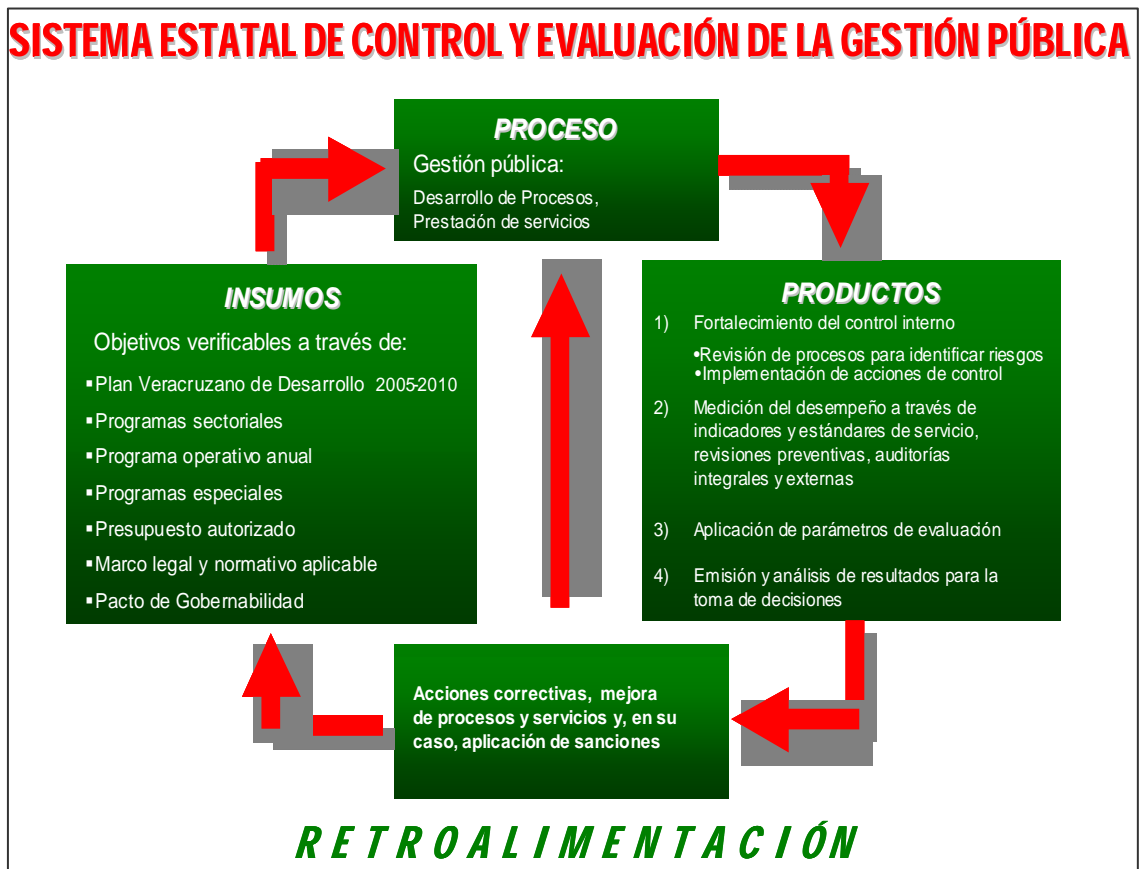 SISTEMA ESTATAL DE CONTROL Y EVALUACIÓN DE LA GESTIÓN PÚBLICA
PROCESO
Gestión pública:
Desarrollo de Procesos,
Prestación de servicios
INSUMOS
Objetivos verificables a través de:
▪Plan Veracruzano de Desarrollo 2005-2010
▪Programas sectoriales
▪Programa operativo anual
▪Programas especiales
▪Presupuesto autorizado
▪Marco legal y normativo aplicable
▪Pacto de Gobernabilidad
PRODUCTOS
1) Fortalecimiento del control interno
•Revisión de procesos para identificar riesgos
•Implementación de acciones de control
2) Medición del desempeño a través de
indicadores y estándares de servicio,
revisiones preventivas, auditorías
integrales y externas
3) Aplicación de parámetros de evaluación
4) Emisión y análisis de resultados para la
toma de decisiones
Acciones correctivas, mejora
de procesos y servicios y, en su
caso, aplicación de sanciones
RETROALIMENTACIÓN